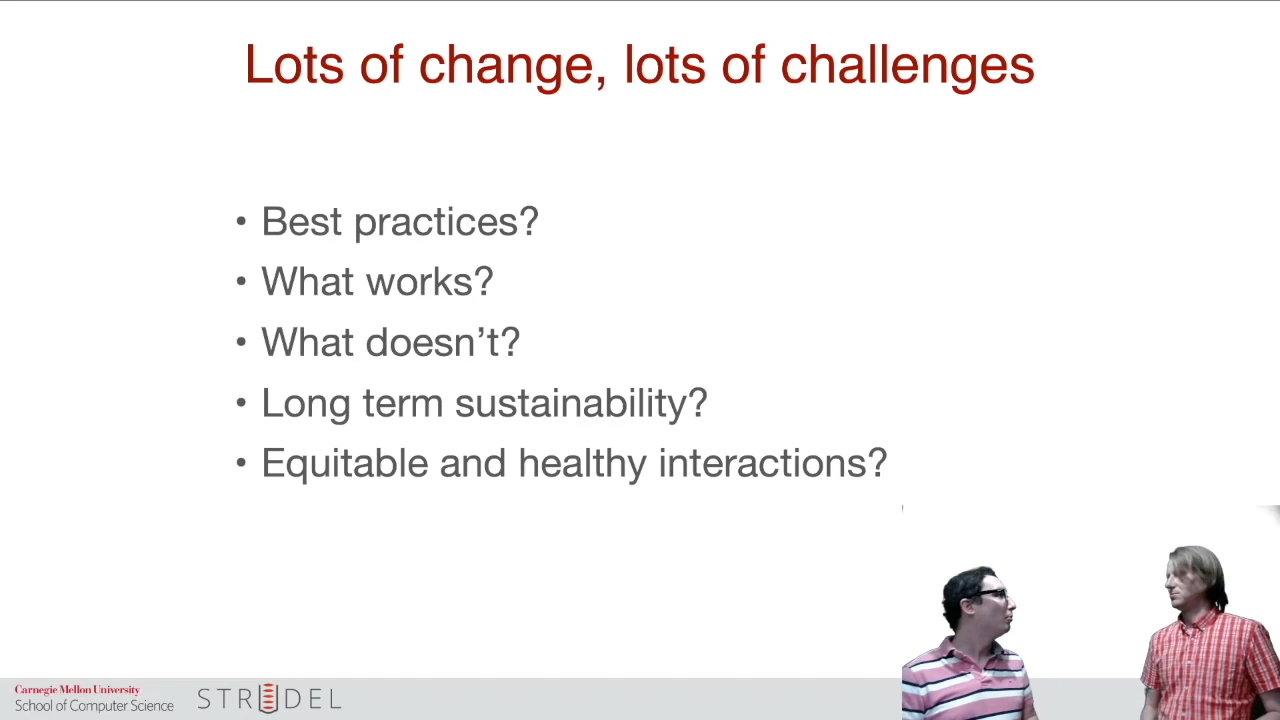 Lots of change, lots of challenges
• Best practices?
• What works?
• What doesn’t?
• Long term sustainability?
• Equitable and healthy interactions?
Carnegie Mellon University
School of Computer Science
STRUDEL